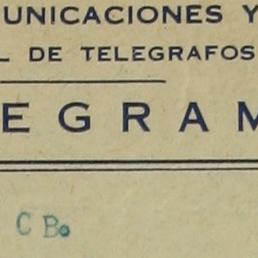 UNICACIONES Y
L DE TELEGRAFOS
EGRAM
C Bo